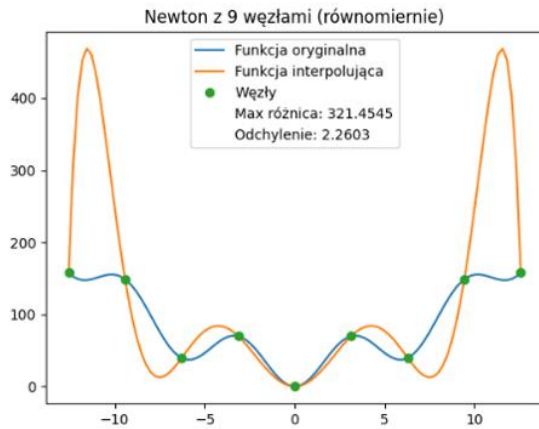 Newton z 9 węzłami (równomiernie)
Funkcja oryginalna
Funkcja interpolująca
Węzły
Max różnica: 321.4545
Odchylenie: 2.2603
400
300
200
100
0
−10 −5 0 5 10